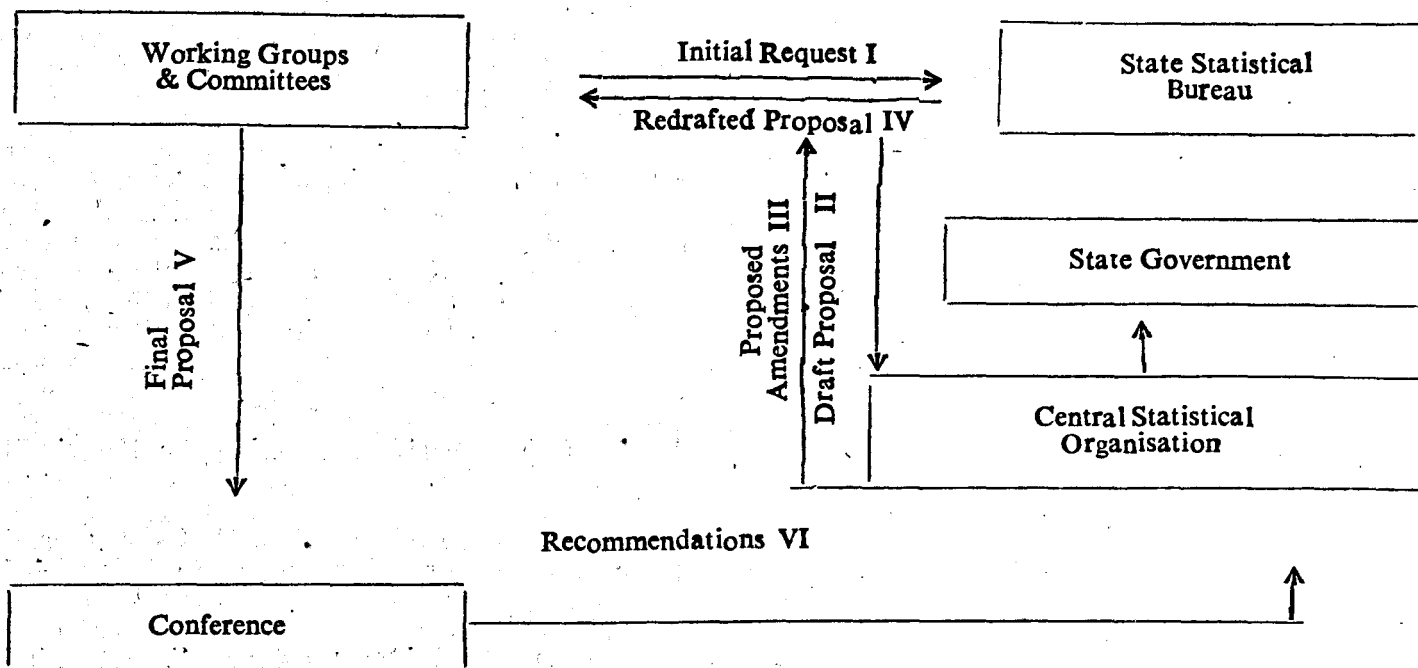 Working Groups
& Committees
Initial Request I
State Statistical
Bureau
Redrafted Proposal IV
Proposed
Amendments III
Draft Proposal II
State Government
Final
Proposal V
Central Statistical
Organisation
Recommendations VI
Conference